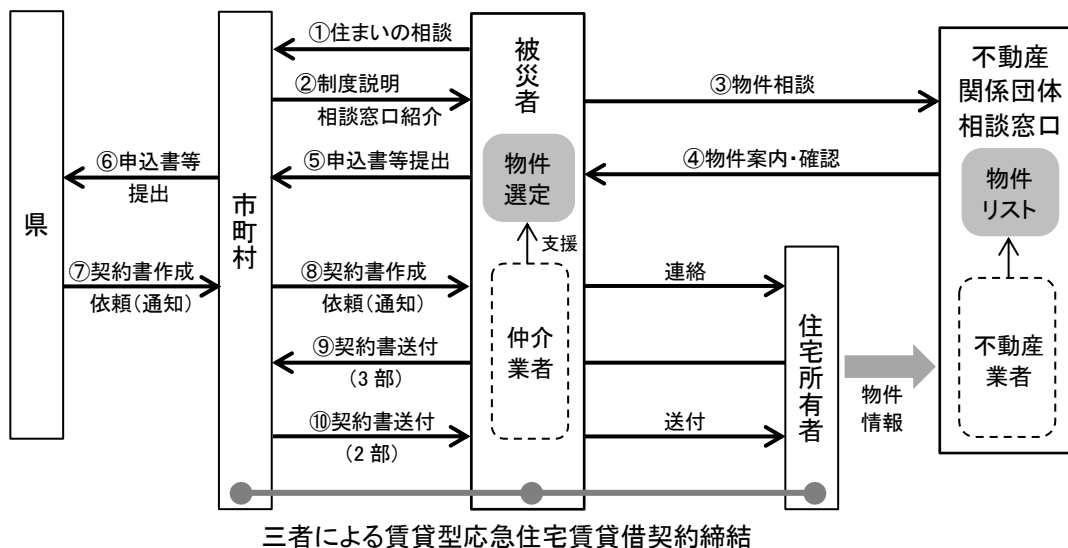 県
市町村
被災者
不動産
関係団体
相談窓口
①住まいの相談
②制度説明
相談窓口紹介
③物件相談
④物件案内・確認
⑤申込書等提出
⑥申込書等
提出
物件
選定
物件
リスト
支援
⑦契約書作成
依頼(通知)
⑧契約書作成
依頼(通知)
連絡
仲介
業者
住宅所有者
不動産
業者
⑨契約書送付
(3 部)
物件
情報
⑩契約書送付
(2 部)
送付
三者による賃貸型応急住宅賃貸借契約締結